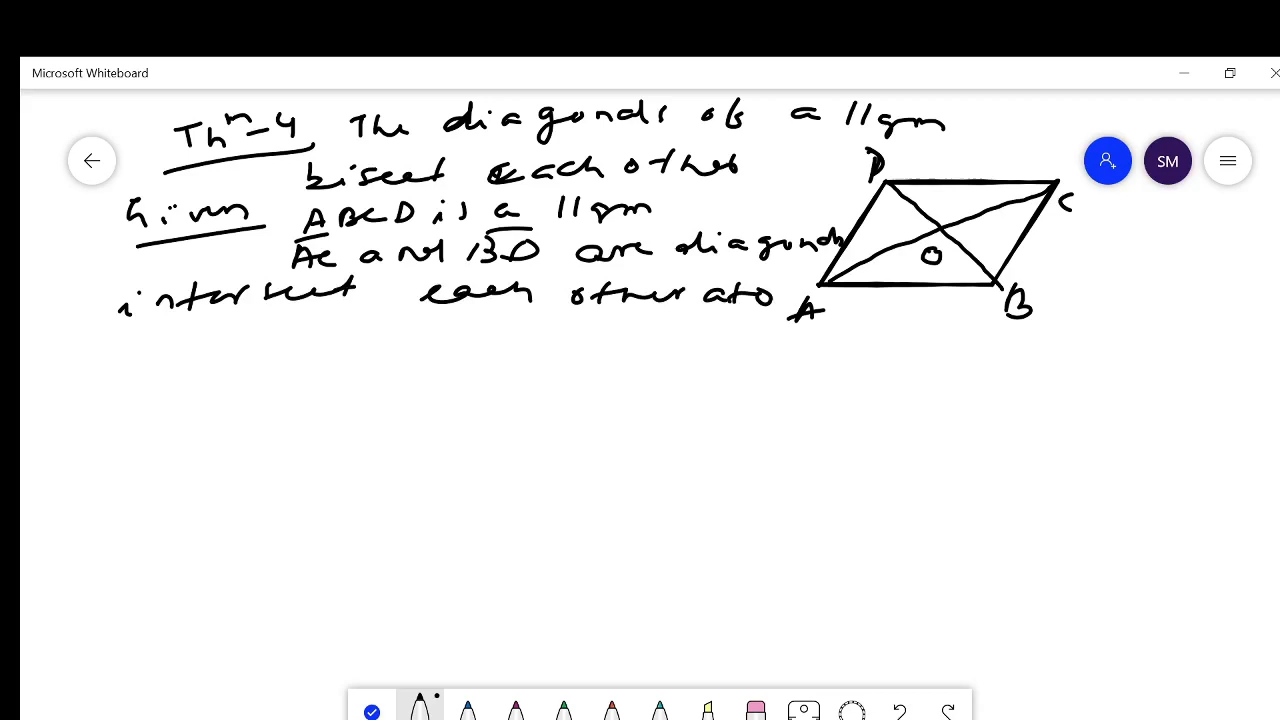 Microsoft Whiteboard
Thm-4 The diagonals of a ||gm
bisect each other
Given ABCD is a ||gm
AC and BD are diagonals
intersect each other at O
D
C
O
A
B
SM